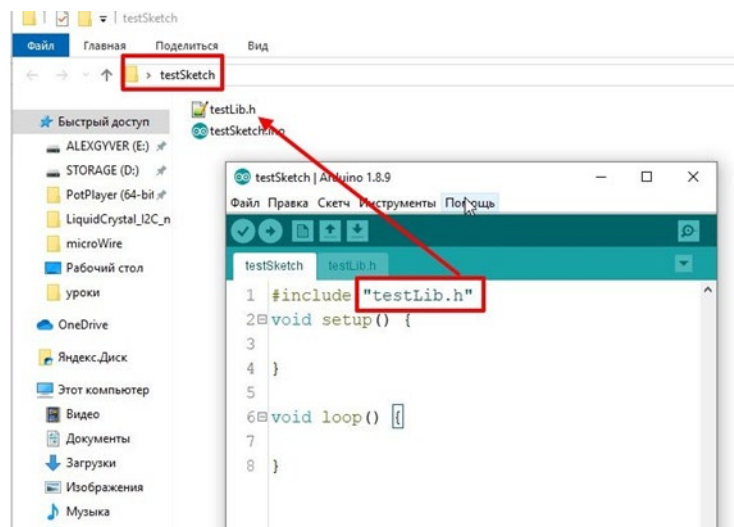 testSketch
Файл Главная Поделиться Вид
testSketch
Быстрый доступ
ALEXGYVER (E:)
STORAGE (D:)
PotPlayer (64-bit
LiquidCrystal_I2C_n
microWire
Рабочий стол
уроки
OneDrive
Яндекс.Диск
Этот компьютер
Видео
Документы
Загрузки
Изображения
Музыка
testLib.h
testSketch.ino
testSketch | Arduino 1.8.9
Файл Правка Скетч Инструменты Помощь
testSketch testLib.h
1 #include "testLib.h"
2 void setup() {
3
4 }
5
6 void loop() {
7
8 }